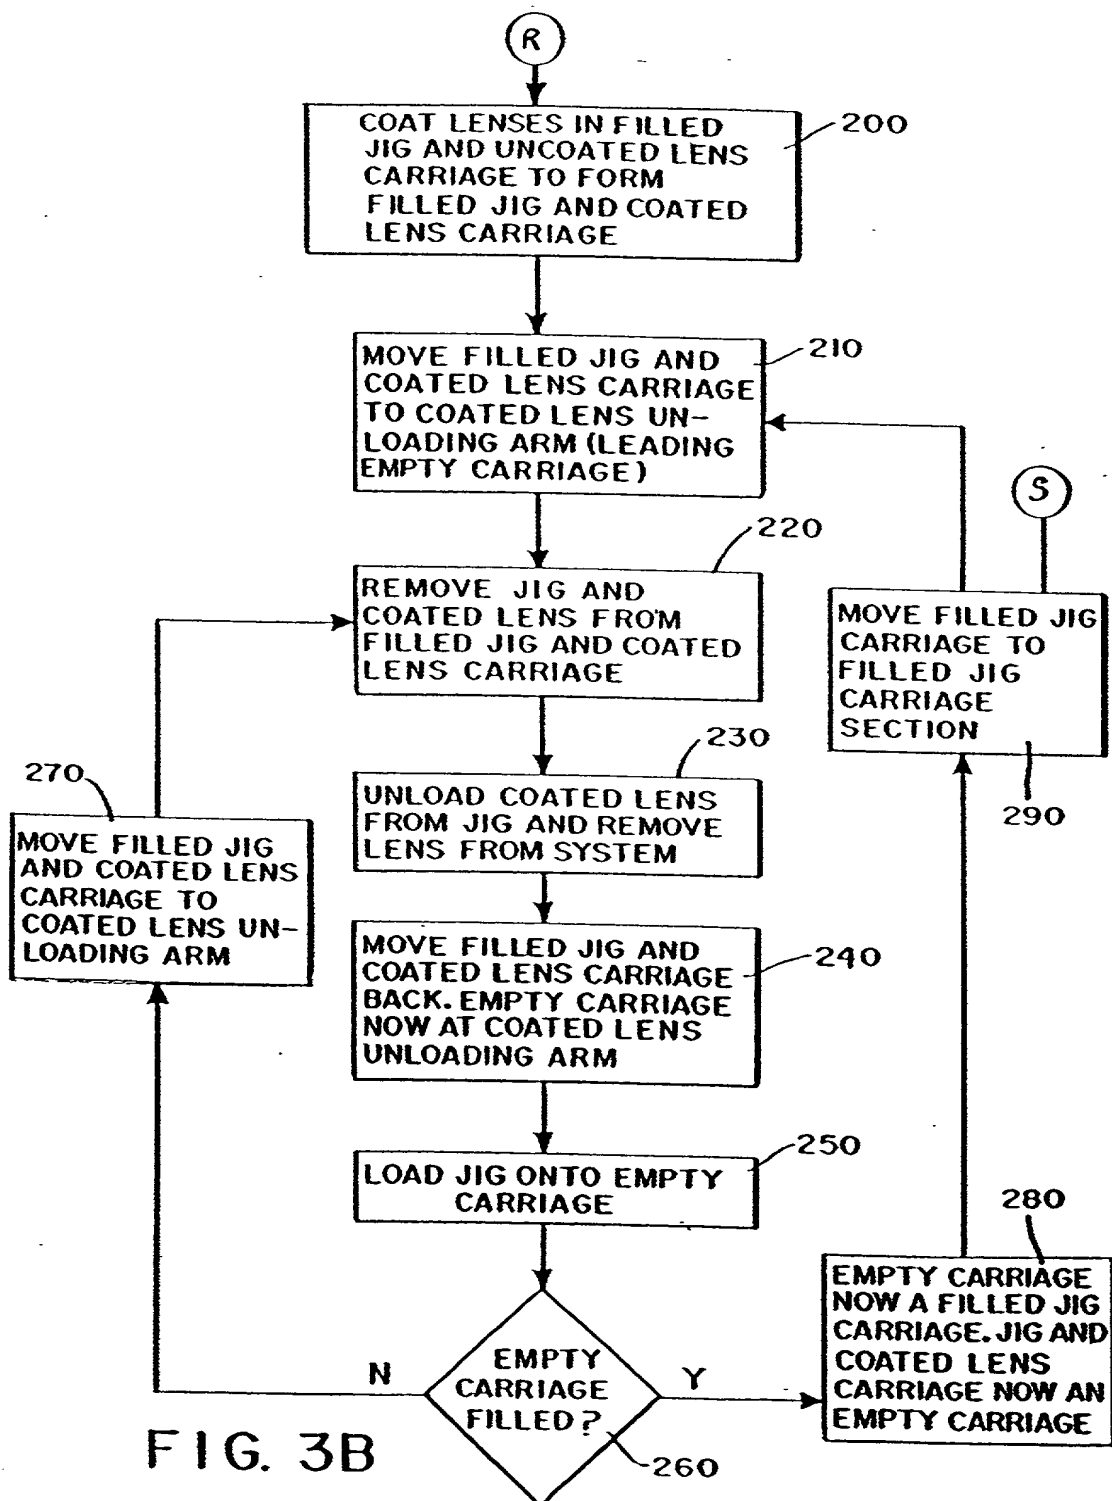 R
COAT LENSES IN FILLED
JIG AND UNCOATED LENS
CARRIAGE TO FORM
FILLED JIG AND COATED
LENS CARRIAGE
200
MOVE FILLED JIG AND
COATED LENS CARRIAGE
TO COATED LENS UN-
LOADING ARM (LEADING
EMPTY CARRIAGE)
210
S
REMOVE JIG AND
COATED LENS FROM
FILLED JIG AND COATED
LENS CARRIAGE
220
MOVE FILLED JIG
CARRIAGE TO
FILLED JIG
CARRIAGE
SECTION
290
UNLOAD COATED LENS
FROM JIG AND REMOVE
LENS FROM SYSTEM
230
270
MOVE FILLED JIG
AND COATED LENS
CARRIAGE TO
COATED LENS UN-
LOADING ARM
MOVE FILLED JIG AND
COATED LENS CARRIAGE
BACK. EMPTY CARRIAGE
NOW AT COATED LENS
UNLOADING ARM
240
LOAD JIG ONTO EMPTY
CARRIAGE
250
280
EMPTY CARRIAGE
NOW A FILLED JIG
CARRIAGE. JIG AND
COATED LENS
CARRIAGE NOW AN
EMPTY CARRIAGE
N
EMPTY
CARRIAGE
FILLED?
Y
260
FIG. 3B